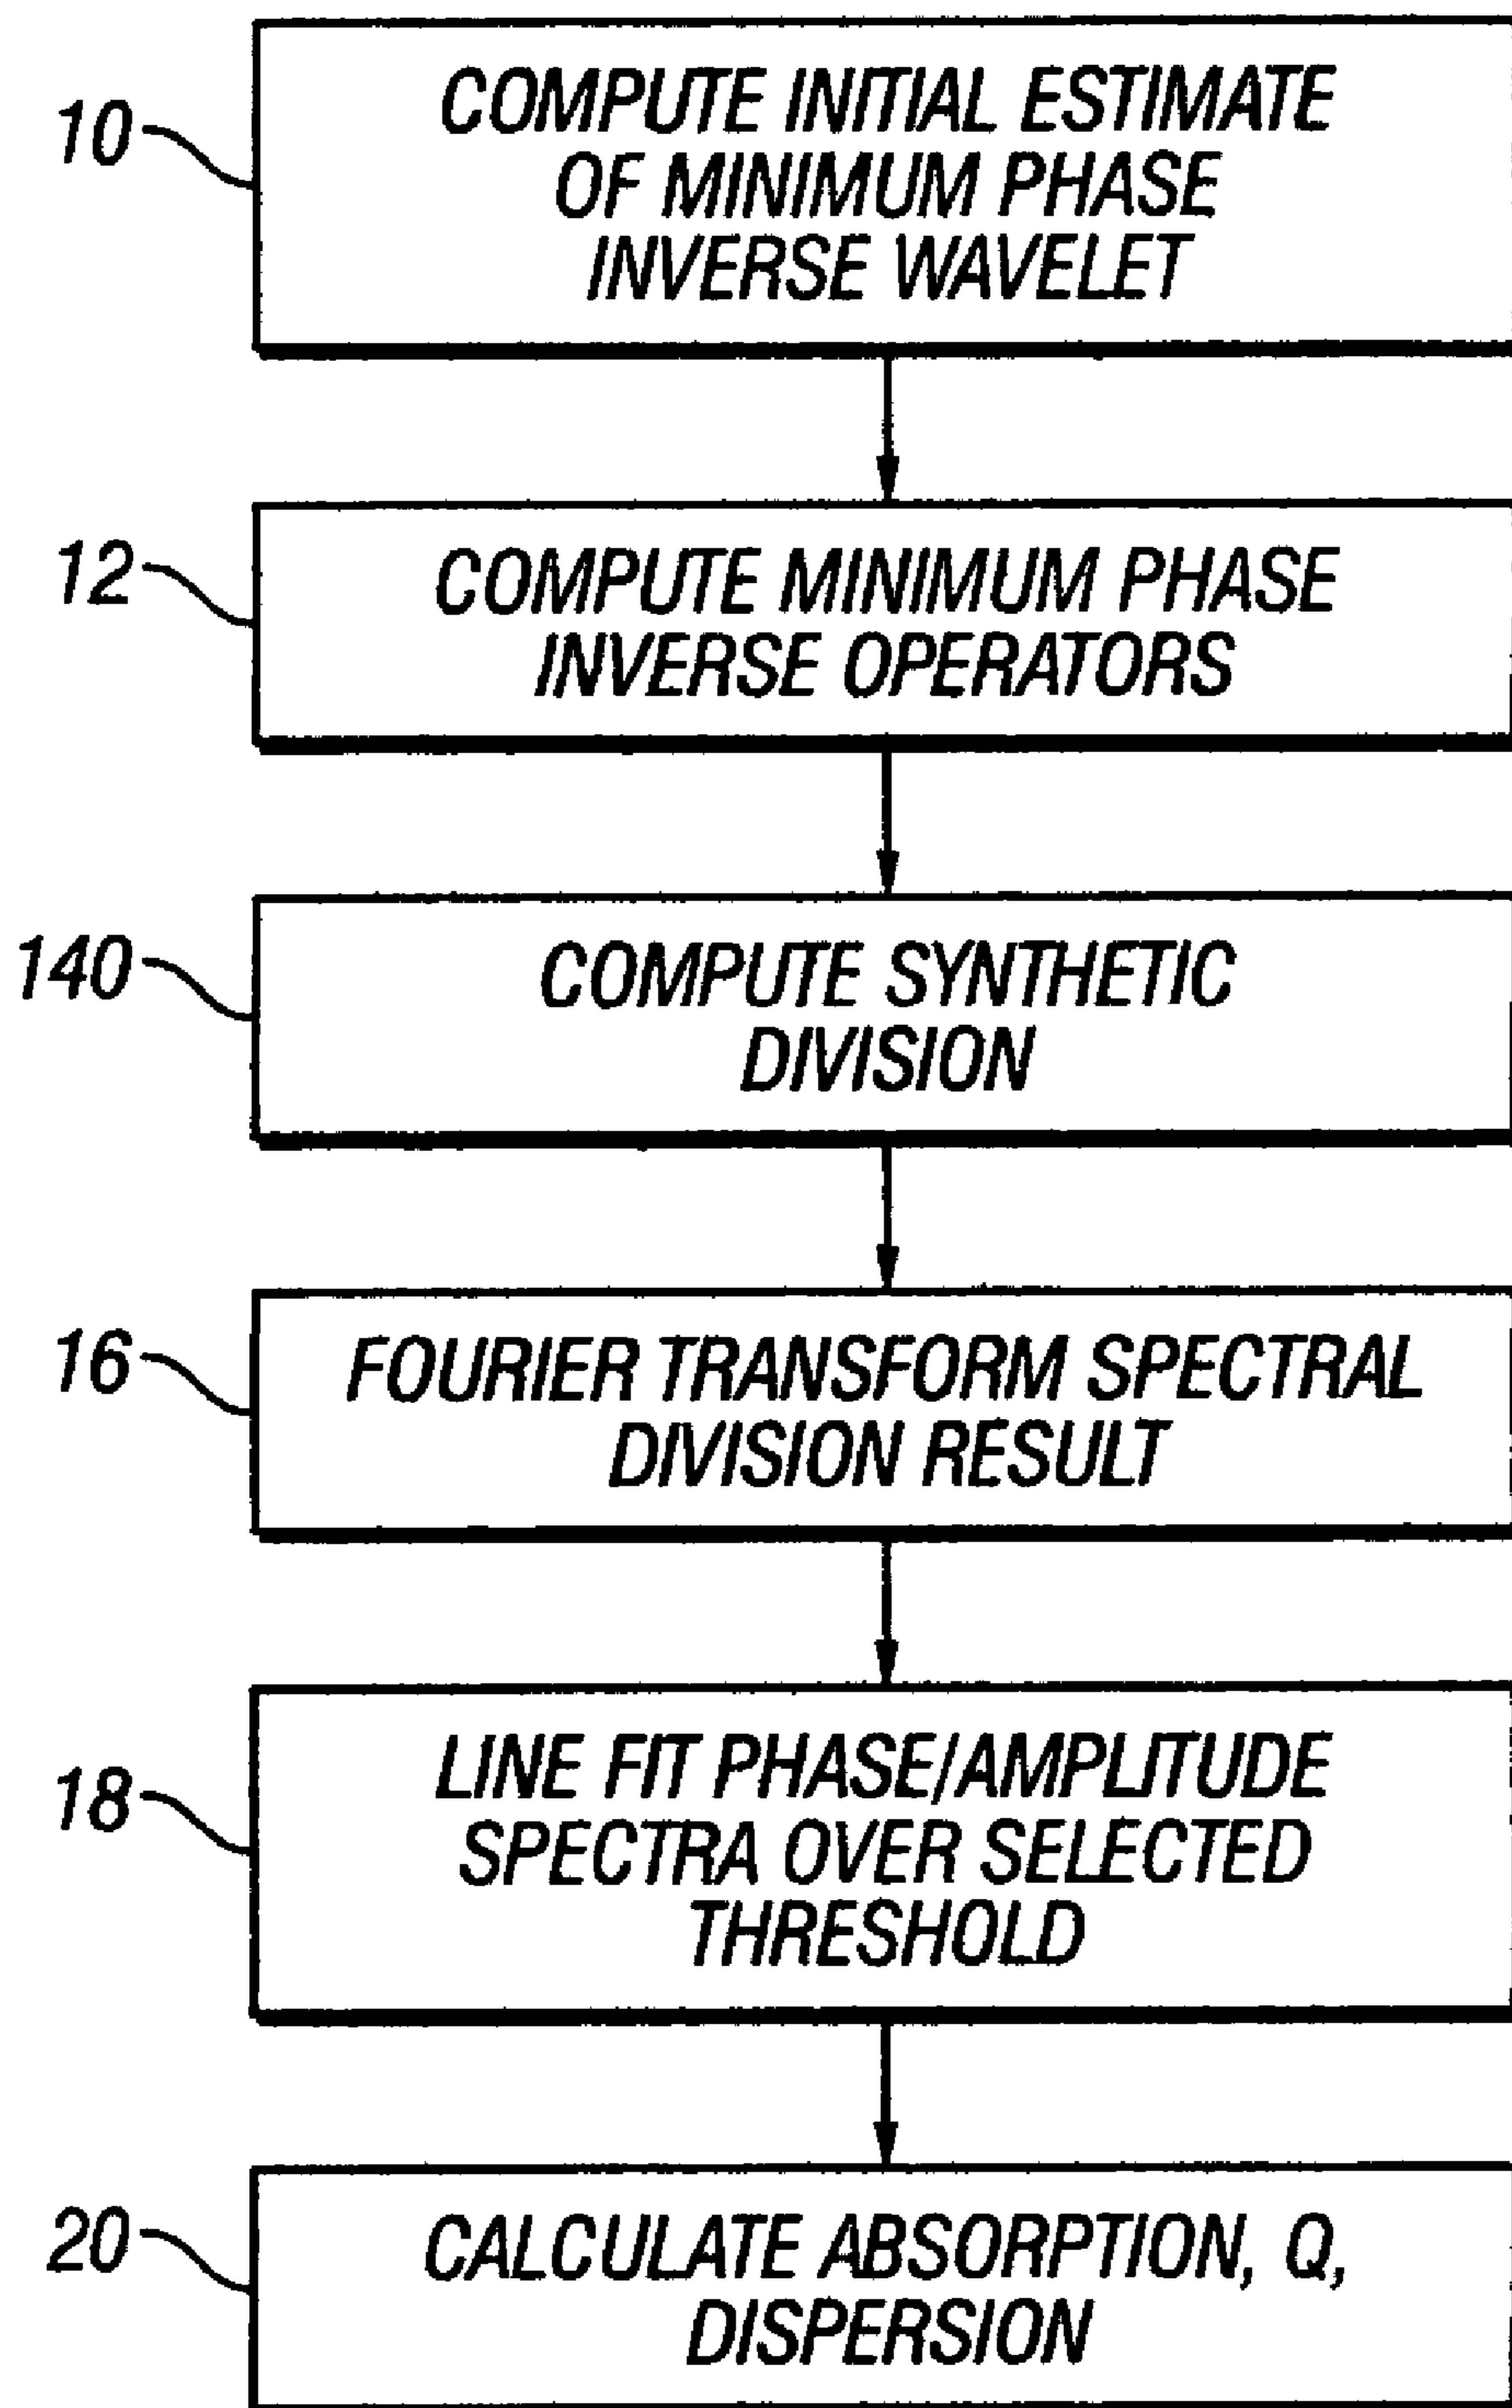 10
COMPUTE INITIAL ESTIMATE
OF MINIMUM PHASE
INVERSE WAVELET
12
COMPUTE MINIMUM PHASE
INVERSE OPERATORS
140
COMPUTE SYNTHETIC
DIVISION
16
FOURIER TRANSFORM SPECTRAL
DIVISION RESULT
18
LINE FIT PHASE/AMPLITUDE
SPECTRA OVER SELECTED
THRESHOLD
20
CALCULATE ABSORPTION, Q,
DISPERSION